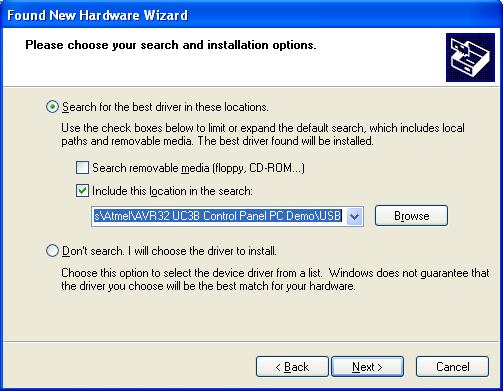 Found New Hardware Wizard
Please choose your search and installation options.
Search for the best driver in these locations.
Use the check boxes below to limit or expand the default search, which includes local
paths and removable media. The best driver found will be installed.
Search removable media (floppy, CD-ROM...)
Include this location in the search:
s\Atmel\AVR32 UC3B Control Panel PC Demo\USB
Browse
Don't search. I will choose the driver to install.
Choose this option to select the device driver from a list. Windows does not guarantee that
the driver you choose will be the best match for your hardware.
< Back Next > Cancel